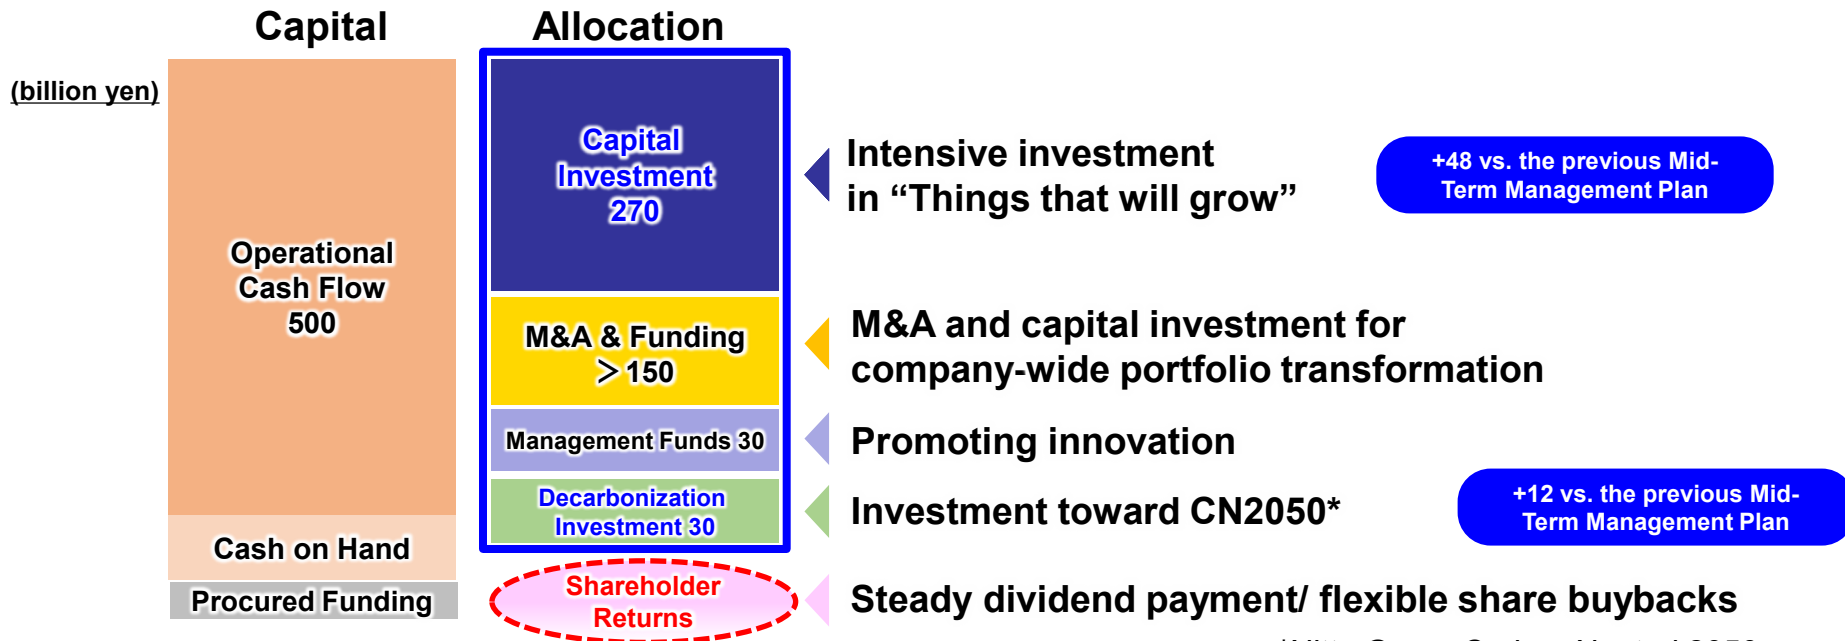 Capital
Allocation
(billion yen)
Operational
Cash Flow
500
Cash on Hand
Procured Funding
Capital
Investment
270
M&A & Funding
＞150
Management Funds 30
Decarbonization
Investment 30
Shareholder
Returns
Intensive investment
in “Things that will grow”
+48 vs. the previous Mid-
Term Management Plan
M&A and capital investment for
company-wide portfolio transformation
Promoting innovation
Investment toward CN2050*
+12 vs. the previous Mid-
Term Management Plan
Steady dividend payment/ flexible share buybacks